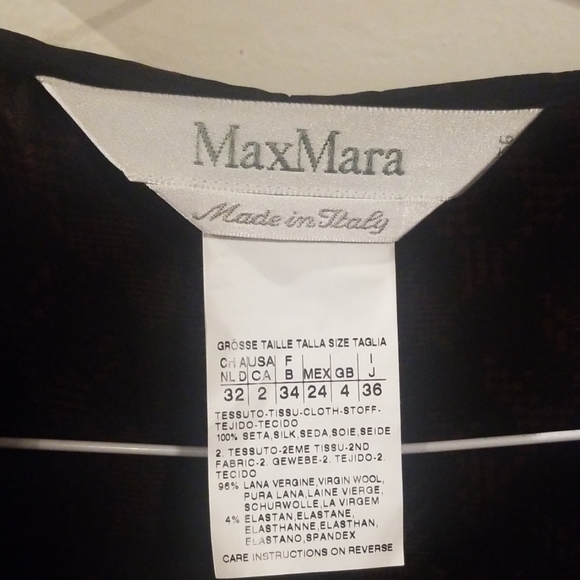 MaxMara
Made in Italy
GRÖSSE TAILLE TALLA SIZE TAGLIA
CH A USA F I
NL D CA B MEX GB J
32 2 34 24 4 36
TESSUTO-TISSU-CLOTH-STOFF-
TEJIDO-TECIDO
100% SETA,SILK,SEDA,SOIE,SEIDE
2. TESSUTO-2EME TISSU-2ND
FABRIC-2. GEWEBE-2. TEJIDO-2.
TECIDO
96% LANA VERGINE,VIRGIN WOOL,
PURA LANA,LAINE VIERGE,
SCHURWOLLE,LA VIRGEM
4% ELASTAN,ELASTANE,
ELASTHANNE,ELASTHAN,
ELASTANO,SPANDEX
CARE INSTRUCTIONS ON REVERSE